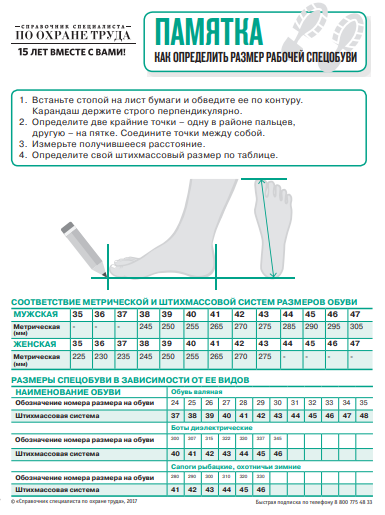 СПРАВОЧНИК СПЕЦИАЛИСТА
ПО ОХРАНЕ ТРУДА
15 ЛЕТ ВМЕСТЕ С ВАМИ!
ПАМЯТКА
КАК ОПРЕДЕЛИТЬ РАЗМЕР РАБОЧЕЙ СПЕЦОБУВИ
1. Встаньте стопой на лист бумаги и обведите ее по контуру.
Карандаш держите строго перпендикулярно.
2. Определите две крайние точки – одну в районе пальцев,
другую – на пятке. Соедините точки между собой.
3. Измерьте получившееся расстояние.
4. Определите свой штихмассовый размер по таблице.
СООТВЕТСТВИЕ МЕТРИЧЕСКОЙ И ШТИХМАССОВОЙ СИСТЕМ РАЗМЕРОВ ОБУВИ
МУЖСКАЯ 35 36 37 38 39 40 41 42 43 44 45 46 47
Метрическая (мм) - - - 245 250 255 265 270 275 285 290 295 305
ЖЕНСКАЯ 35 36 37 38 39 40 41 42 43 44 45 46 47
Метрическая (мм) 225 230 235 245 250 255 265 270 275 - - - -
РАЗМЕРЫ СПЕЦОБУВИ В ЗАВИСИМОСТИ ОТ ЕЕ ВИДОВ
НАИМЕНОВАНИЕ ОБУВИ Обувь валяная
Обозначение номера размера на обуви 24 25 26 27 28 29 30 31 32 33 34 35
Штихмассовая система 37 38 39 40 41 42 43 44 45 46 47 48
Боты диэлектрические
Обозначение номера размера на обуви 300 307 315 322 330 337 345
Штихмассовая система 40 41 42 43 44 45 46
Сапоги рыбацкие, охотничьи зимние
Обозначение номера размера на обуви 280 290 300 310 320 330
Штихмассовая система 41 42 43 44 45 46
© «Справочник специалиста по охране труда», 2017
Быстрая подписка по телефону 8 800 775 48 33